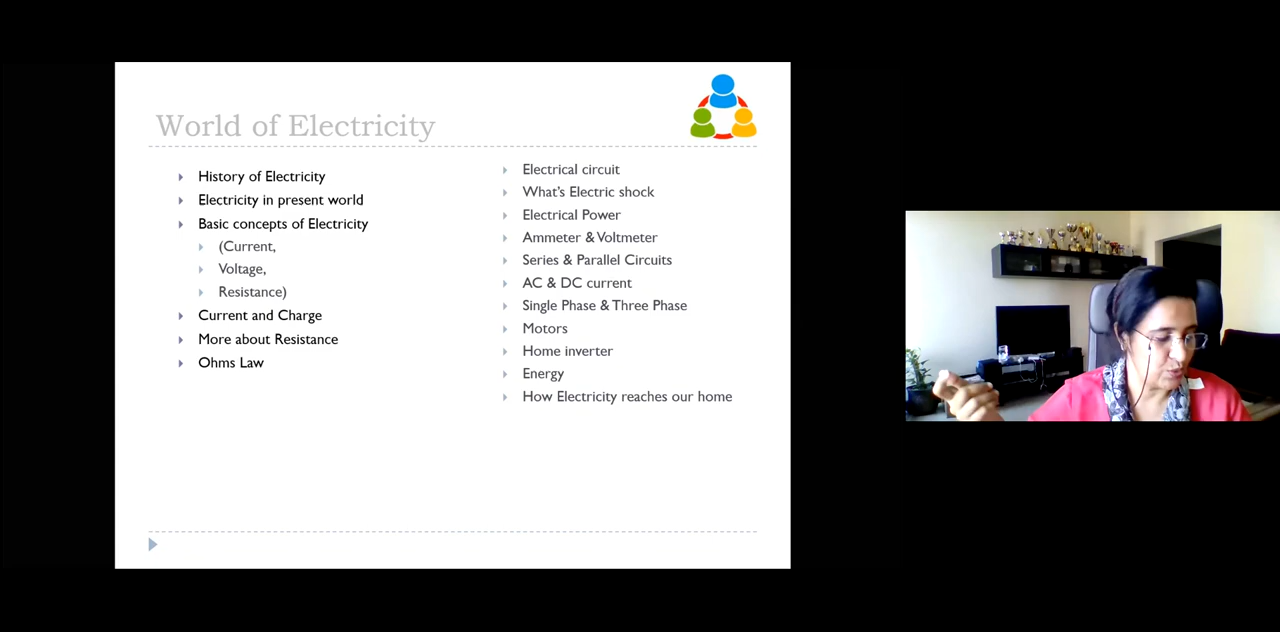 World of Electricity
History of Electricity
Electricity in present world
Basic concepts of Electricity
(Current,
Voltage,
Resistance)
Current and Charge
More about Resistance
Ohms Law
Electrical circuit
What's Electric shock
Electrical Power
Ammeter & Voltmeter
Series & Parallel Circuits
AC & DC current
Single Phase & Three Phase
Motors
Home inverter
Energy
How Electricity reaches our home